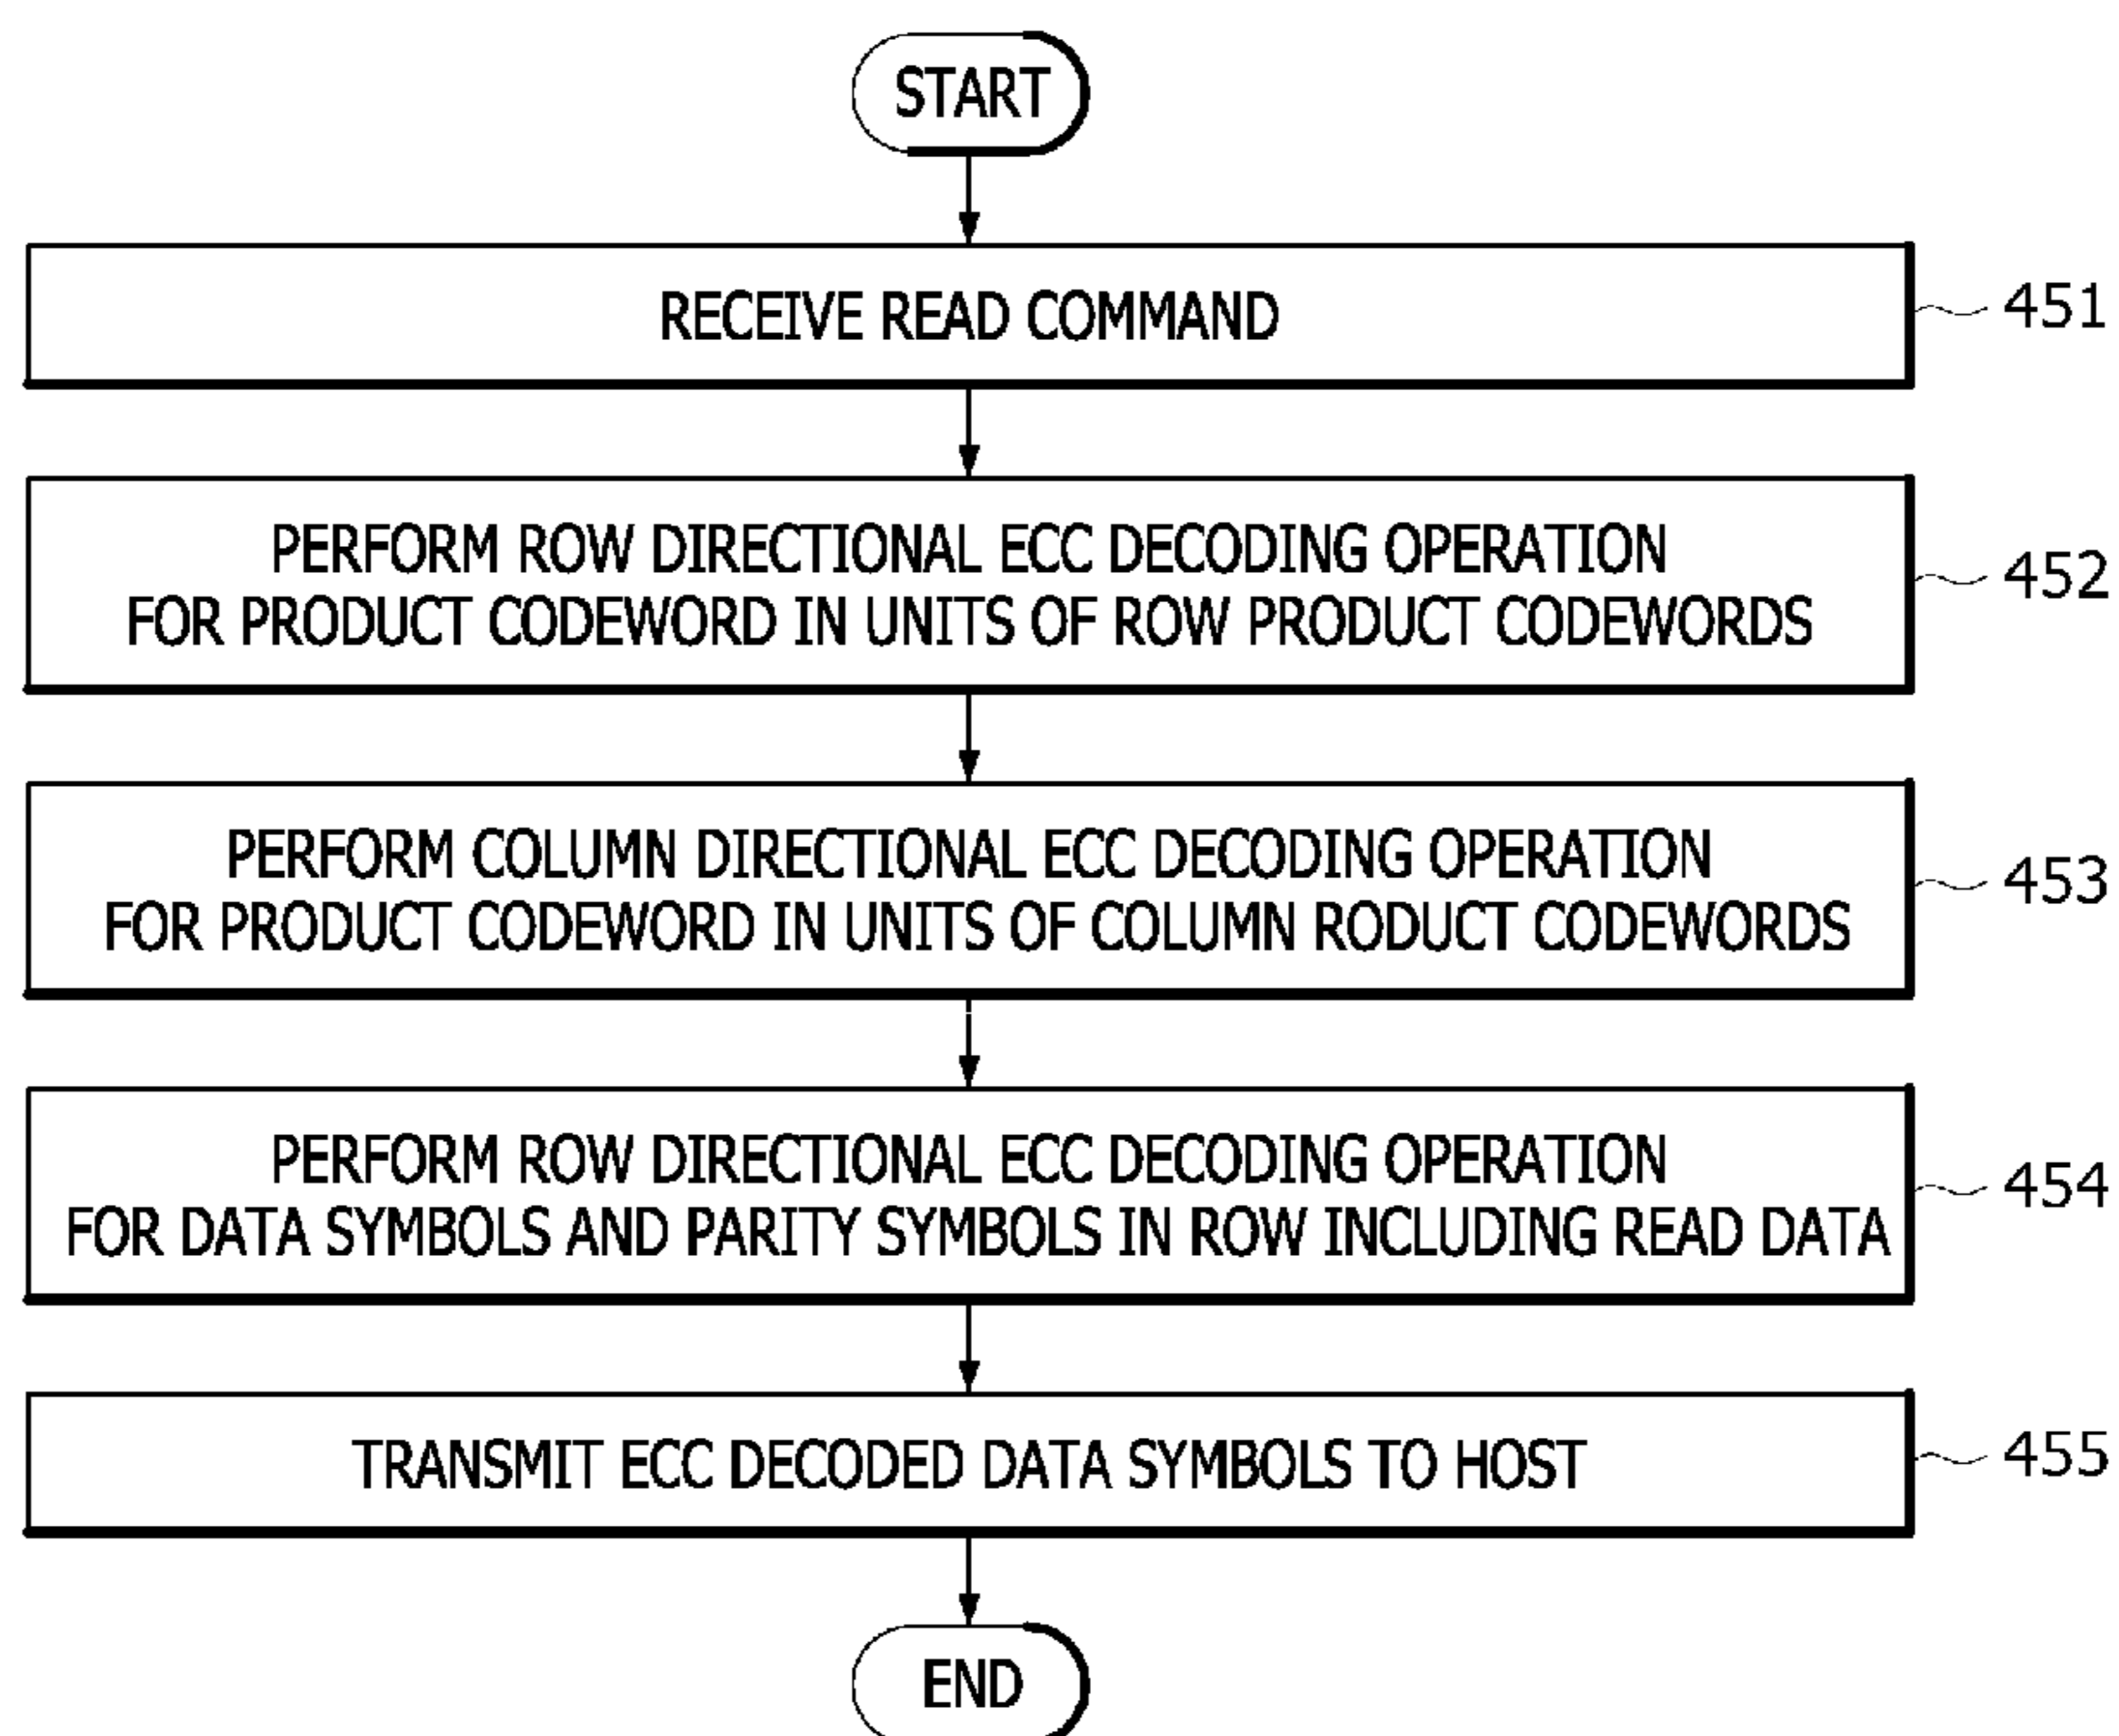 START
RECEIVE READ COMMAND
451
PERFORM ROW DIRECTIONAL ECC DECODING OPERATION
FOR PRODUCT CODEWORD IN UNITS OF ROW PRODUCT CODEWORDS
452
PERFORM COLUMN DIRECTIONAL ECC DECODING OPERATION
FOR PRODUCT CODEWORD IN UNITS OF COLUMN RODUCT CODEWORDS
453
PERFORM ROW DIRECTIONAL ECC DECODING OPERATION
FOR DATA SYMBOLS AND PARITY SYMBOLS IN ROW INCLUDING READ DATA
454
TRANSMIT ECC DECODED DATA SYMBOLS TO HOST
455
END